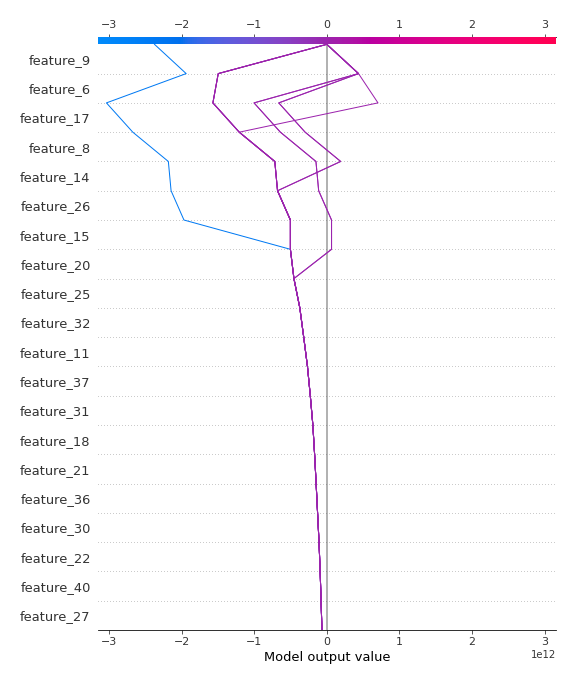 −3 −2 −1 0 1 2 3
feature_9
feature_6
feature_17
feature_8
feature_14
feature_26
feature_15
feature_20
feature_25
feature_32
feature_11
feature_37
feature_31
feature_18
feature_21
feature_36
feature_30
feature_22
feature_40
feature_27
−3 −2 −1 0 1 2 3
1e12
Model output value